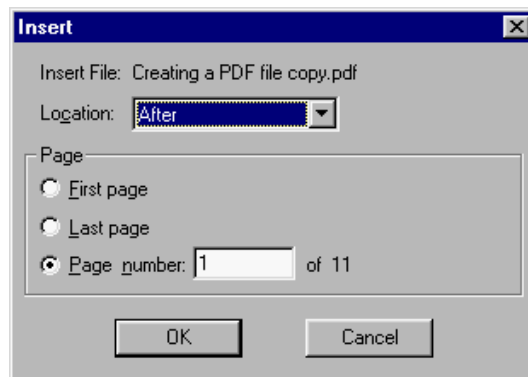 Insert
Insert File: Creating a PDF file copy.pdf
Location: After
Page
First page
Last page
Page number: 1 of 11
OK Cancel